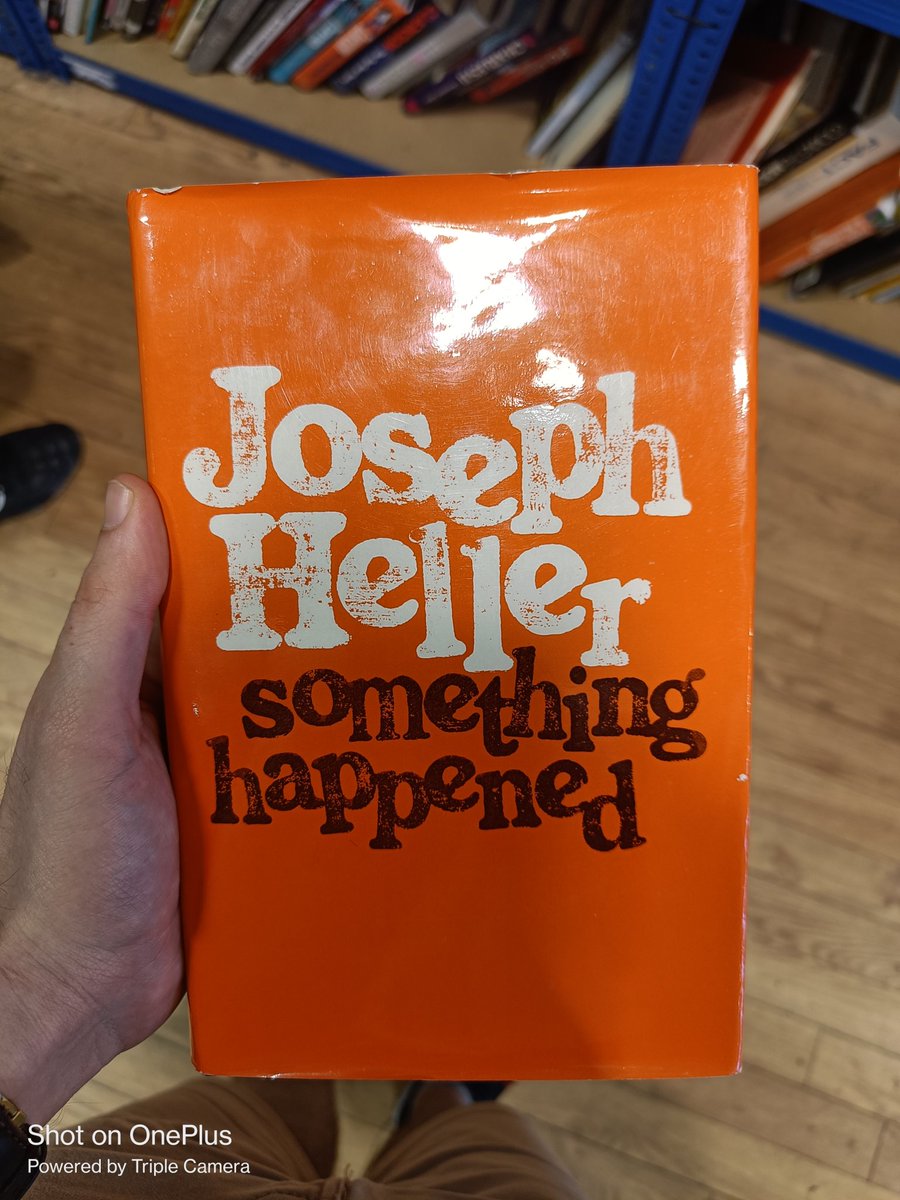 Joseph
Heller
something
happened
Shot on OnePlus
Powered by Triple Camera